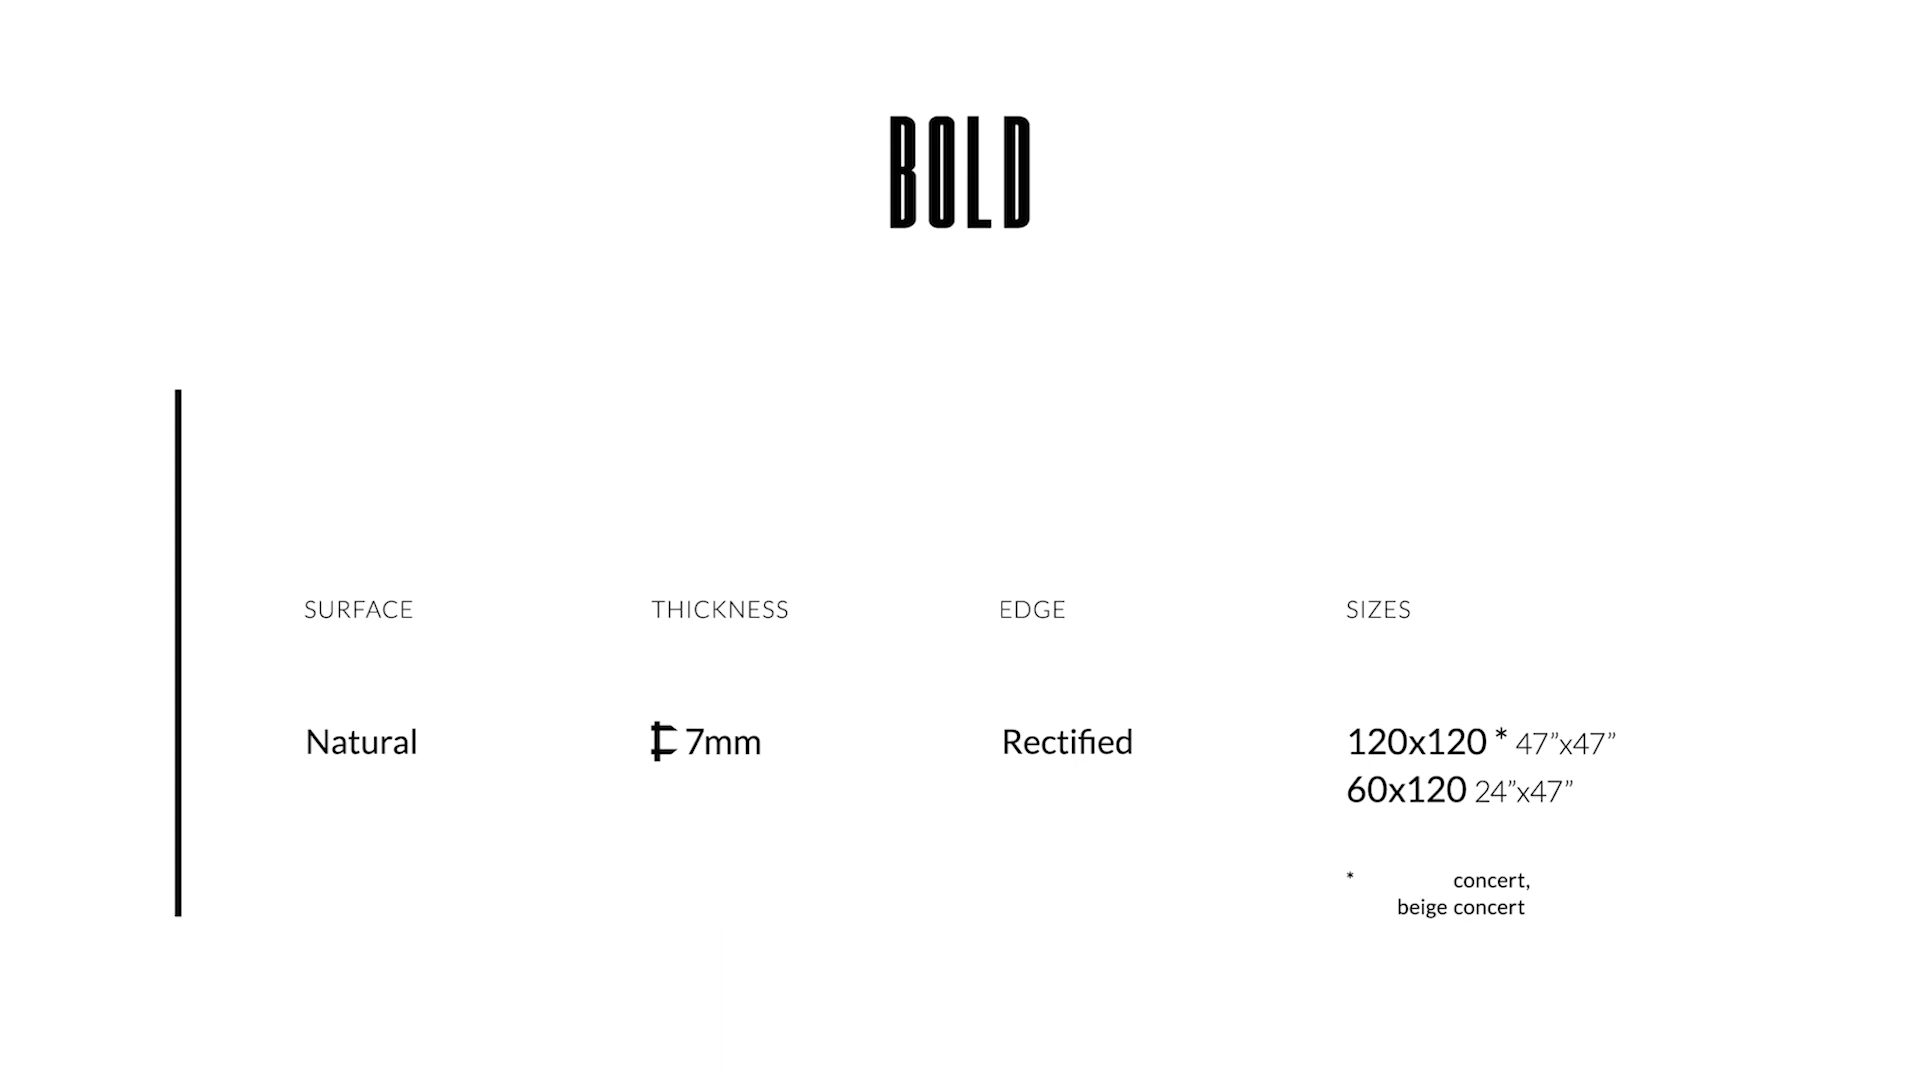 BOLD
SURFACE
THICKNESS
EDGE
SIZES
Natural
7mm
Rectified
120x120 * 47”x47”
60x120 24”x47”
* concert,
beige concert